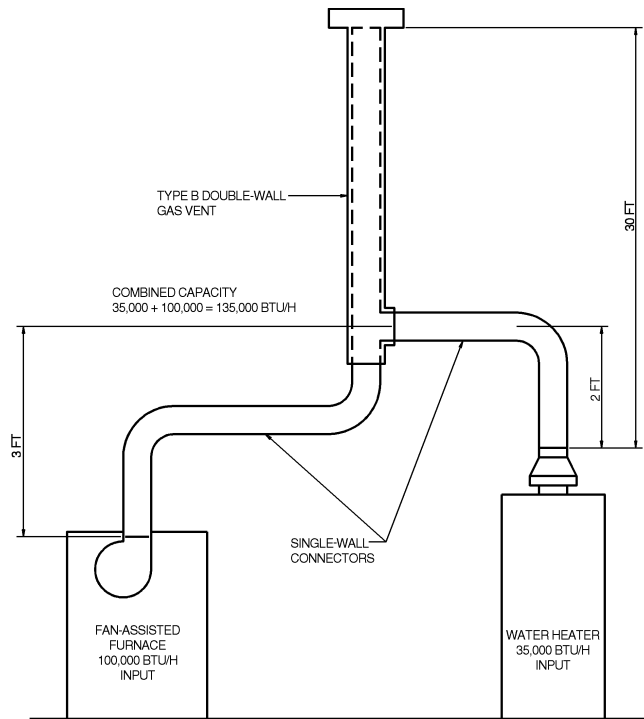 TYPE B DOUBLE-WALL
GAS VENT
30 FT
COMBINED CAPACITY
35,000 + 100,000 = 135,000 BTU/H
2 FT
3 FT
SINGLE-WALL
CONNECTORS
FAN-ASSISTED
FURNACE
100,000 BTU/H
INPUT
WATER HEATER
35,000 BTU/H
INPUT